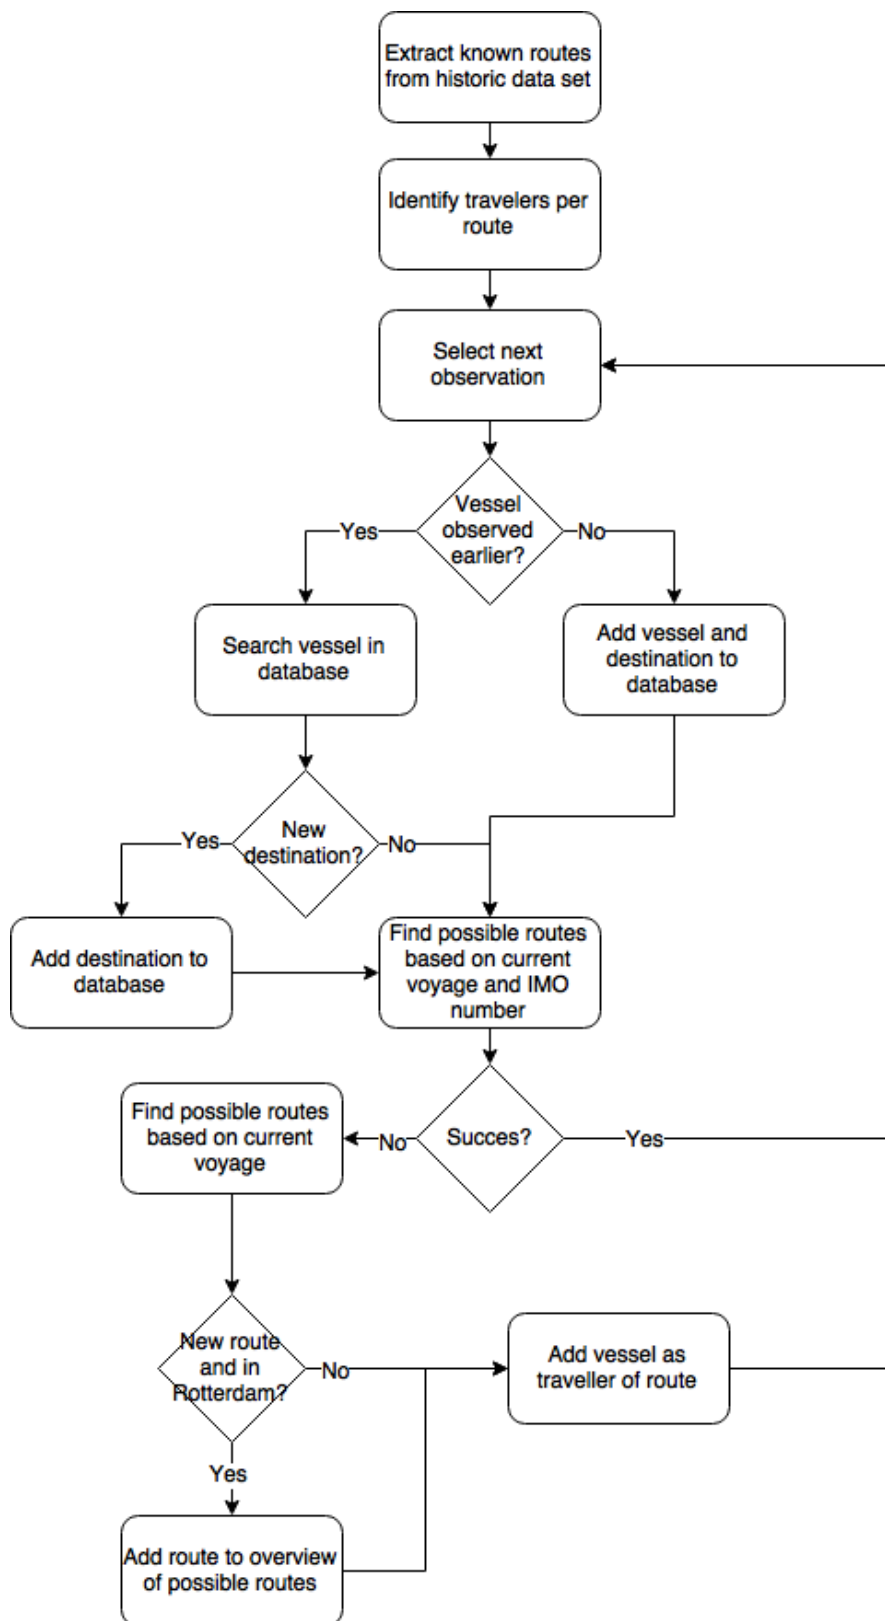 Extract known routes
from historic data set
Identify travelers per
route
Select next
observation
Vessel
observed
earlier?
Yes
No
Search vessel in
database
Add vessel and
destination to
database
New
destination?
Yes
No
Add destination to
database
Find possible routes
based on current
voyage and IMO
number
Succes?
No
Yes
Find possible routes
based on current
voyage
New route
and in
Rotterdam?
No
Yes
Add vessel as
traveller of route
Add route to overview
of possible routes